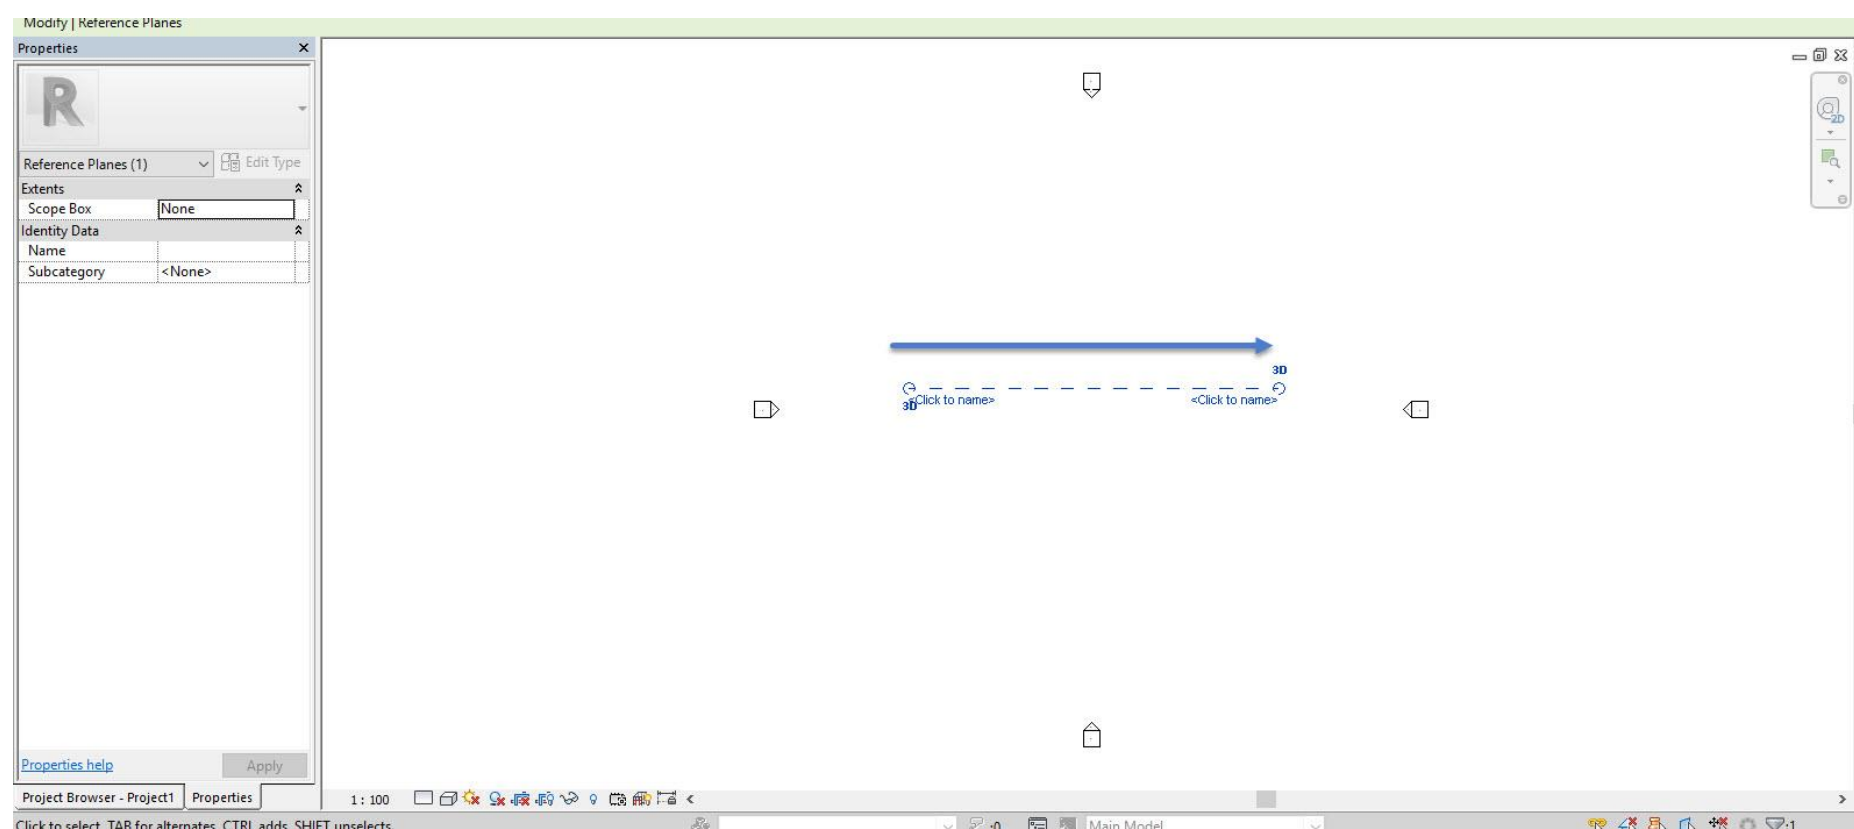 Modify | Reference Planes
Properties
Reference Planes (1)
Edit Type
Extents
Scope Box None
Identity Data
Name
Subcategory <None>
2D
3D
<Click to name> <Click to name>
3D
Properties help
Apply
Project Browser - Project1 Properties
1 : 100
Click to select, TAB for alternates, CTRL adds, SHIFT unselects.
:0
Main Model
:1